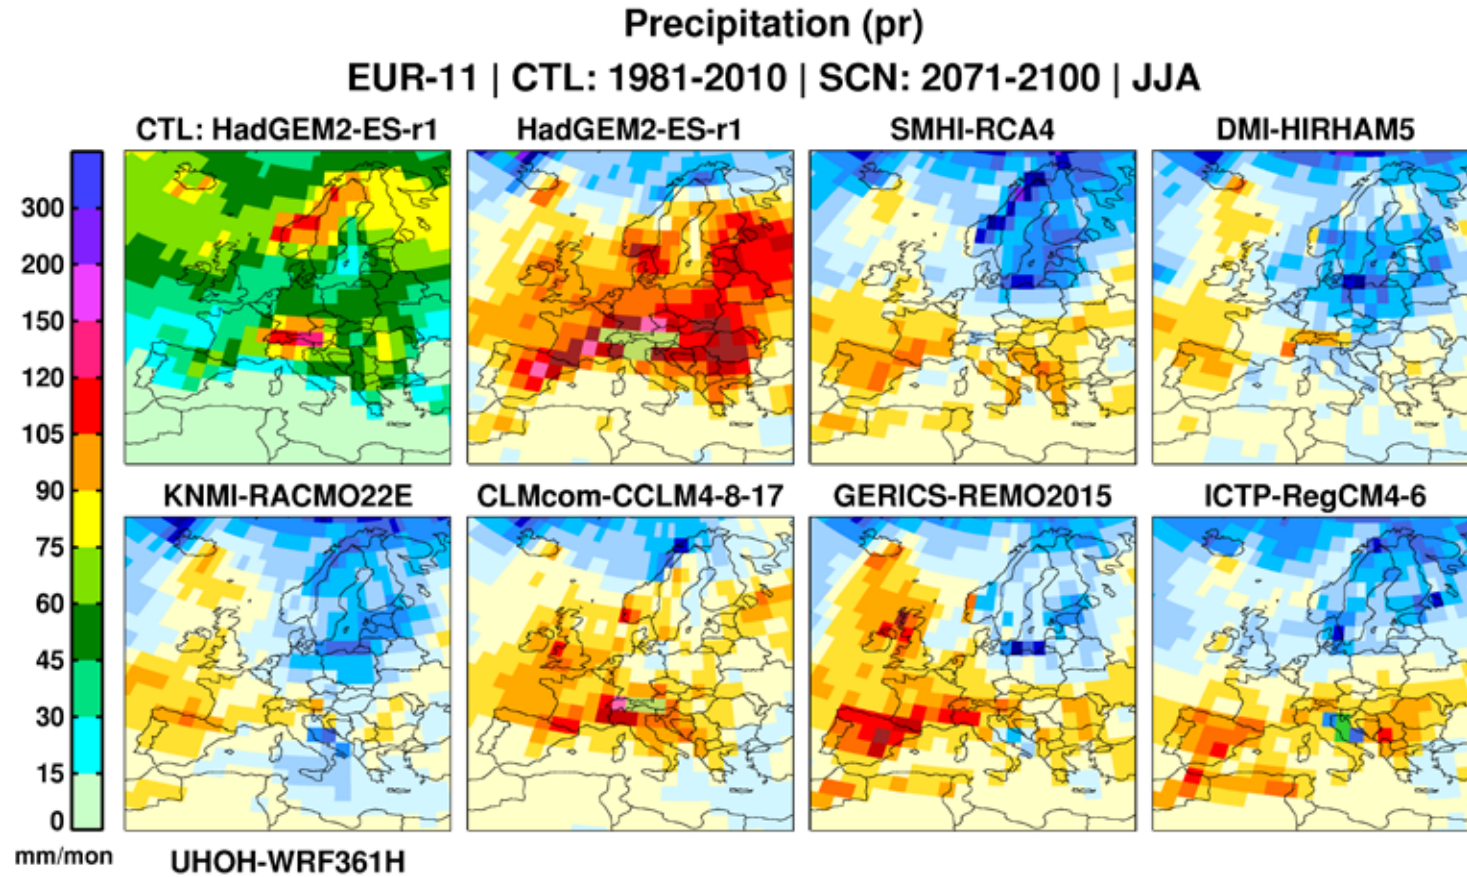 Precipitation (pr)
EUR-11 | CTL: 1981-2010 | SCN: 2071-2100 | JJA
CTL: HadGEM2-ES-r1
HadGEM2-ES-r1
SMHI-RCA4
DMI-HIRHAM5
300
200
150
120
105
90
75
60
45
30
15
0
mm/mon
KNMI-RACMO22E
CLMcom-CCLM4-8-17
GERICS-REMO2015
ICTP-RegCM4-6
UHOH-WRF361H